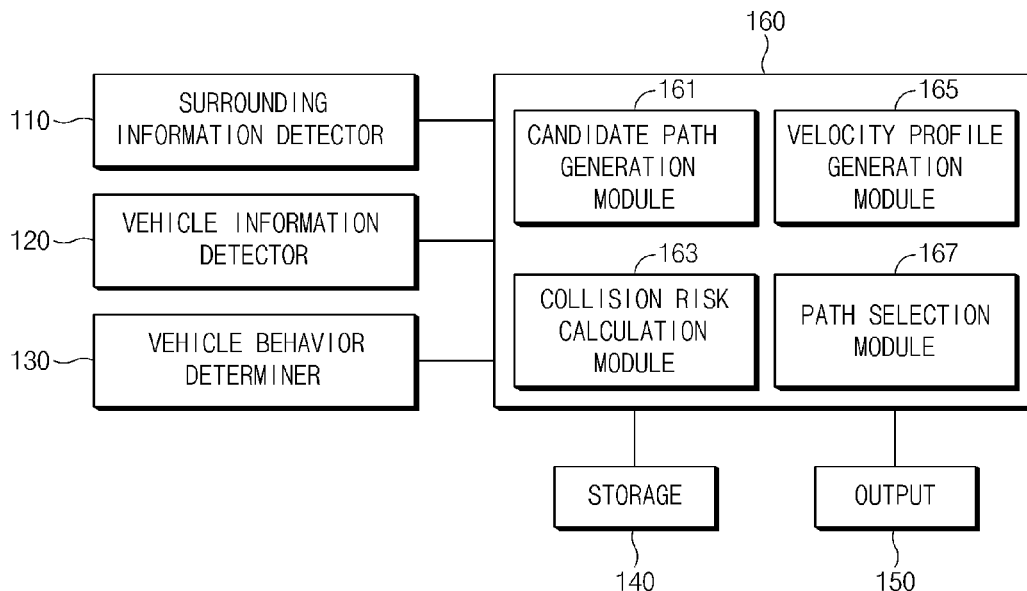 160
110
SURROUNDING
INFORMATION DETECTOR
161
CANDIDATE PATH
GENERATION
MODULE
165
VELOCITY PROFILE
GENERATION
MODULE
120
VEHICLE INFORMATION
DETECTOR
163
COLLISION RISK
CALCULATION
MODULE
167
PATH SELECTION
MODULE
130
VEHICLE BEHAVIOR
DETERMINER
STORAGE
140
OUTPUT
150